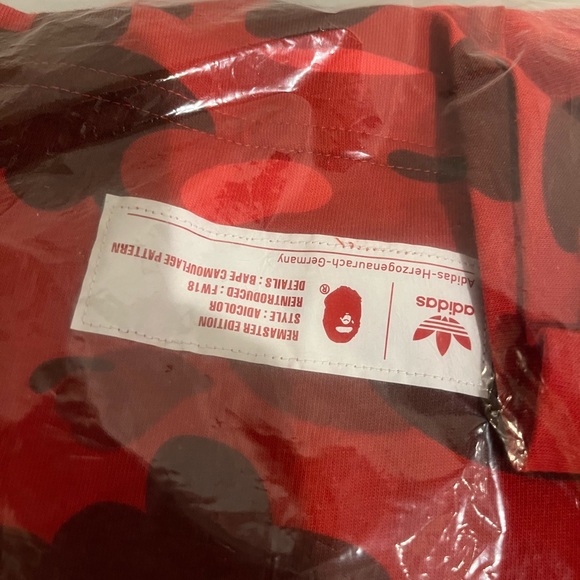 adidas
Adidas-Herzogenaurach-Germany
®
REMASTER EDITION
STYLE : ADICOLOR
REINTRODUCED : FW18
DETAILS : BAPE CAMOUFLAGE PATTERN